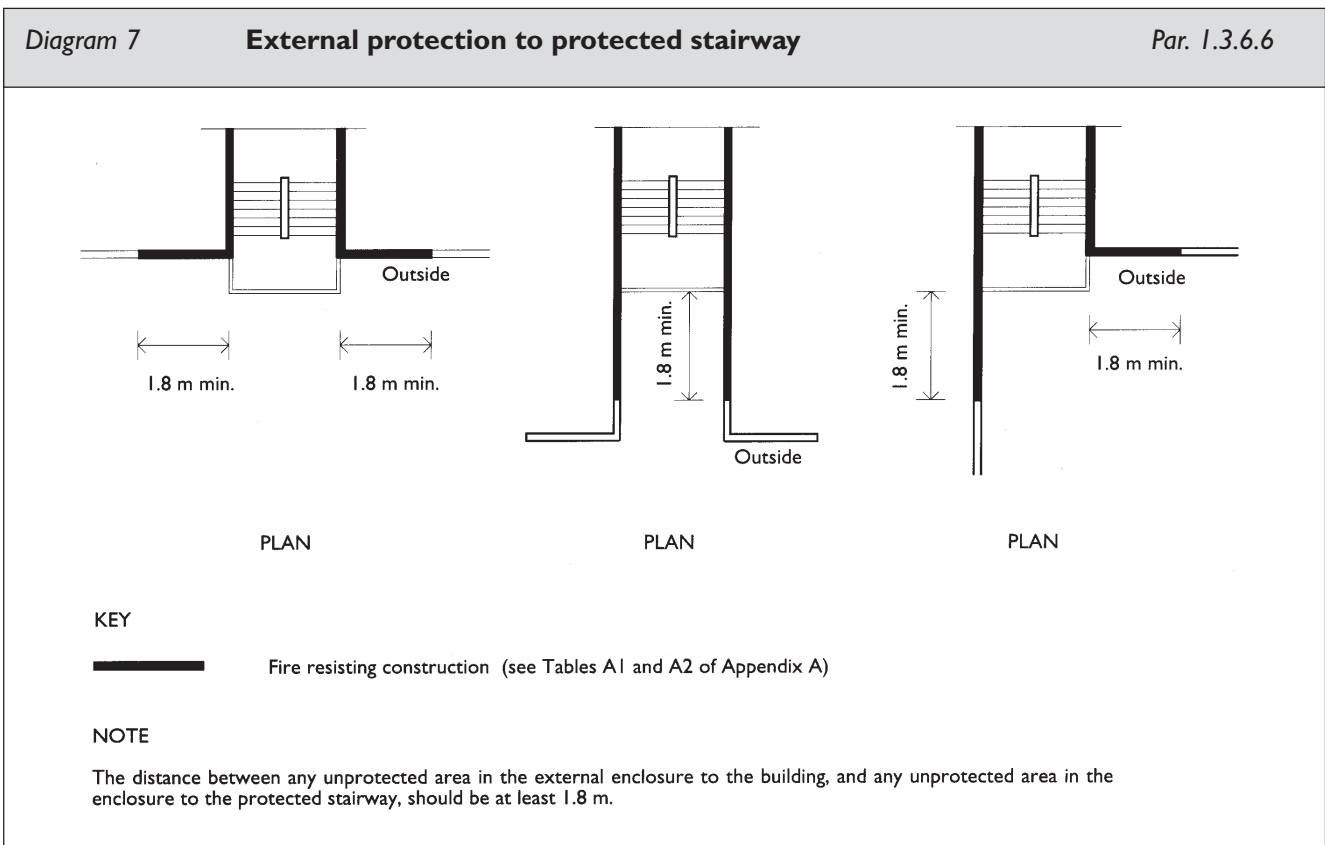 Diagram 7 External protection to protected stairway Par. 1.3.6.6
Outside
1.8 m min. 1.8 m min.
PLAN
1.8 m min.
Outside
PLAN
1.8 m min.
Outside
1.8 m min.
PLAN
KEY
Fire resisting construction (see Tables A1 and A2 of Appendix A)
NOTE
The distance between any unprotected area in the external enclosure to the building, and any unprotected area in the
enclosure to the protected stairway, should be at least 1.8 m.